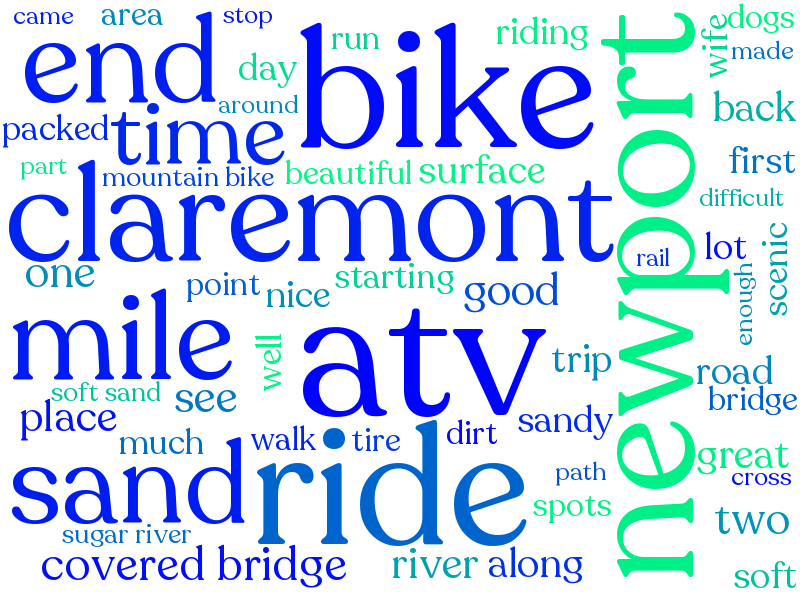 came area stop
run riding dogs
end bike newport wife
day made
around
packed time back
part mountain bike beautiful surface first
claremont difficult
rail lot scenic
one point nice starting good enough
mile atv
well trip
soft sand see road
place bridge
much walk tire dirt sandy
sand ride great
path cross
spots
sugar river two
covered bridge river along soft